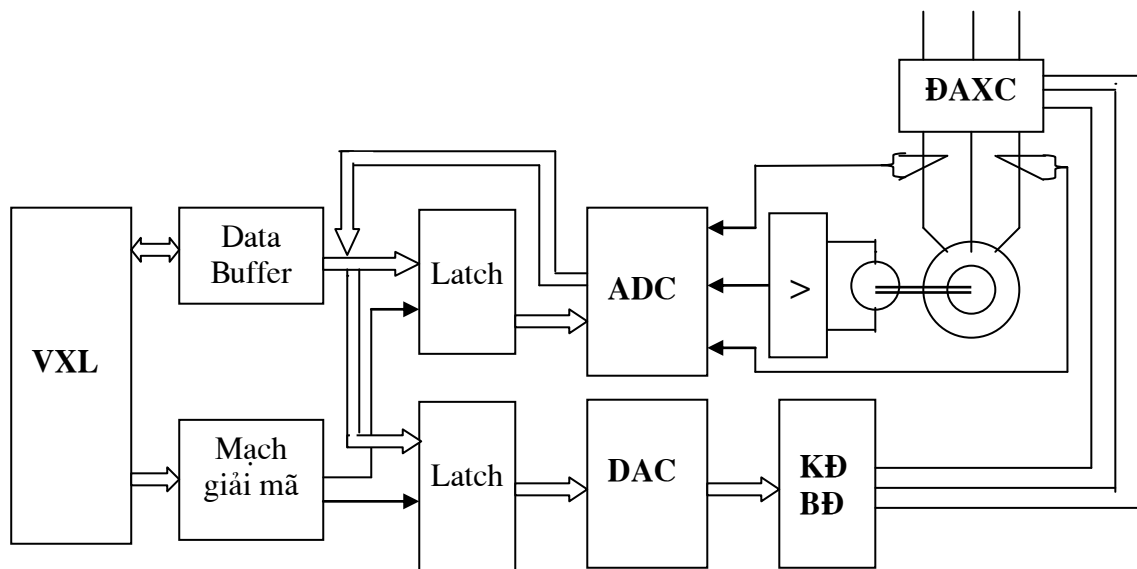 ĐAXC
Data
Buffer
Latch
ADC
>
VXL
Mạch
giải mã
Latch
DAC
KĐ
BĐ